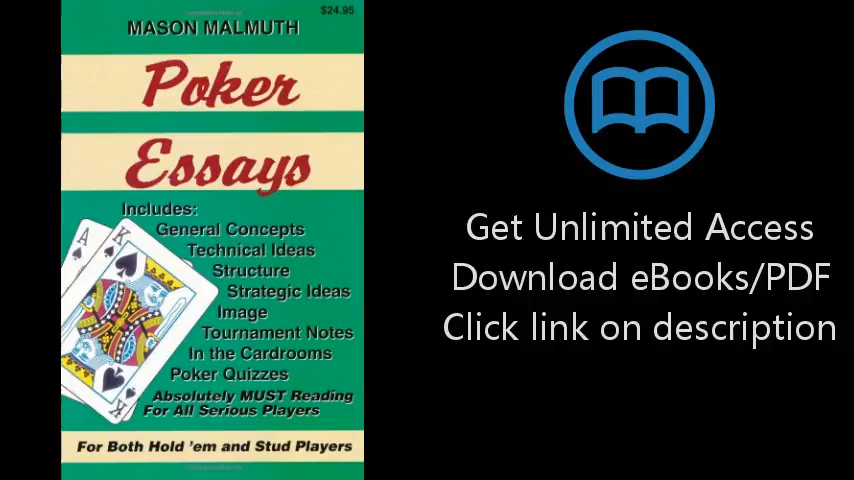 $24.95
MASON MALMUTH
Poker
Essays
Includes:
General Concepts
Technical Ideas
Structure
Strategic Ideas
Image
Tournament Notes
In the Cardrooms
Poker Quizzes
Absolutely MUST Reading
For All Serious Players
For Both Hold 'em and Stud Players
A
K
K
Get Unlimited Access
Download eBooks/PDF
Click link on description